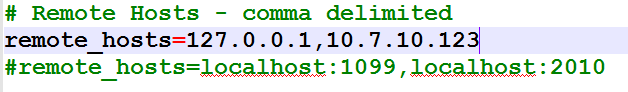 # Remote Hosts - comma delimited
remote_hosts=127.0.0.1,10.7.10.123
#remote_hosts=localhost:1099,localhost:2010